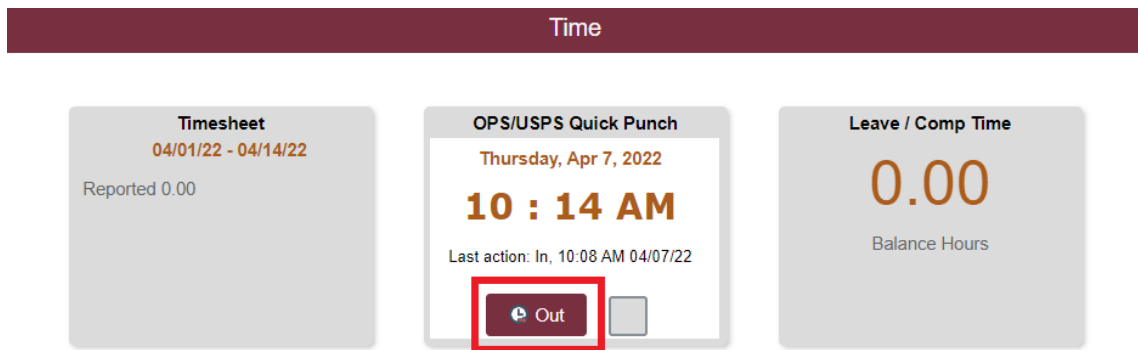 Time
Timesheet
04/01/22 - 04/14/22
Reported 0.00
OPS/USPS Quick Punch
Thursday, Apr 7, 2022
10 : 14 AM
Last action: In, 10:08 AM 04/07/22
Out
Leave / Comp Time
0.00
Balance Hours